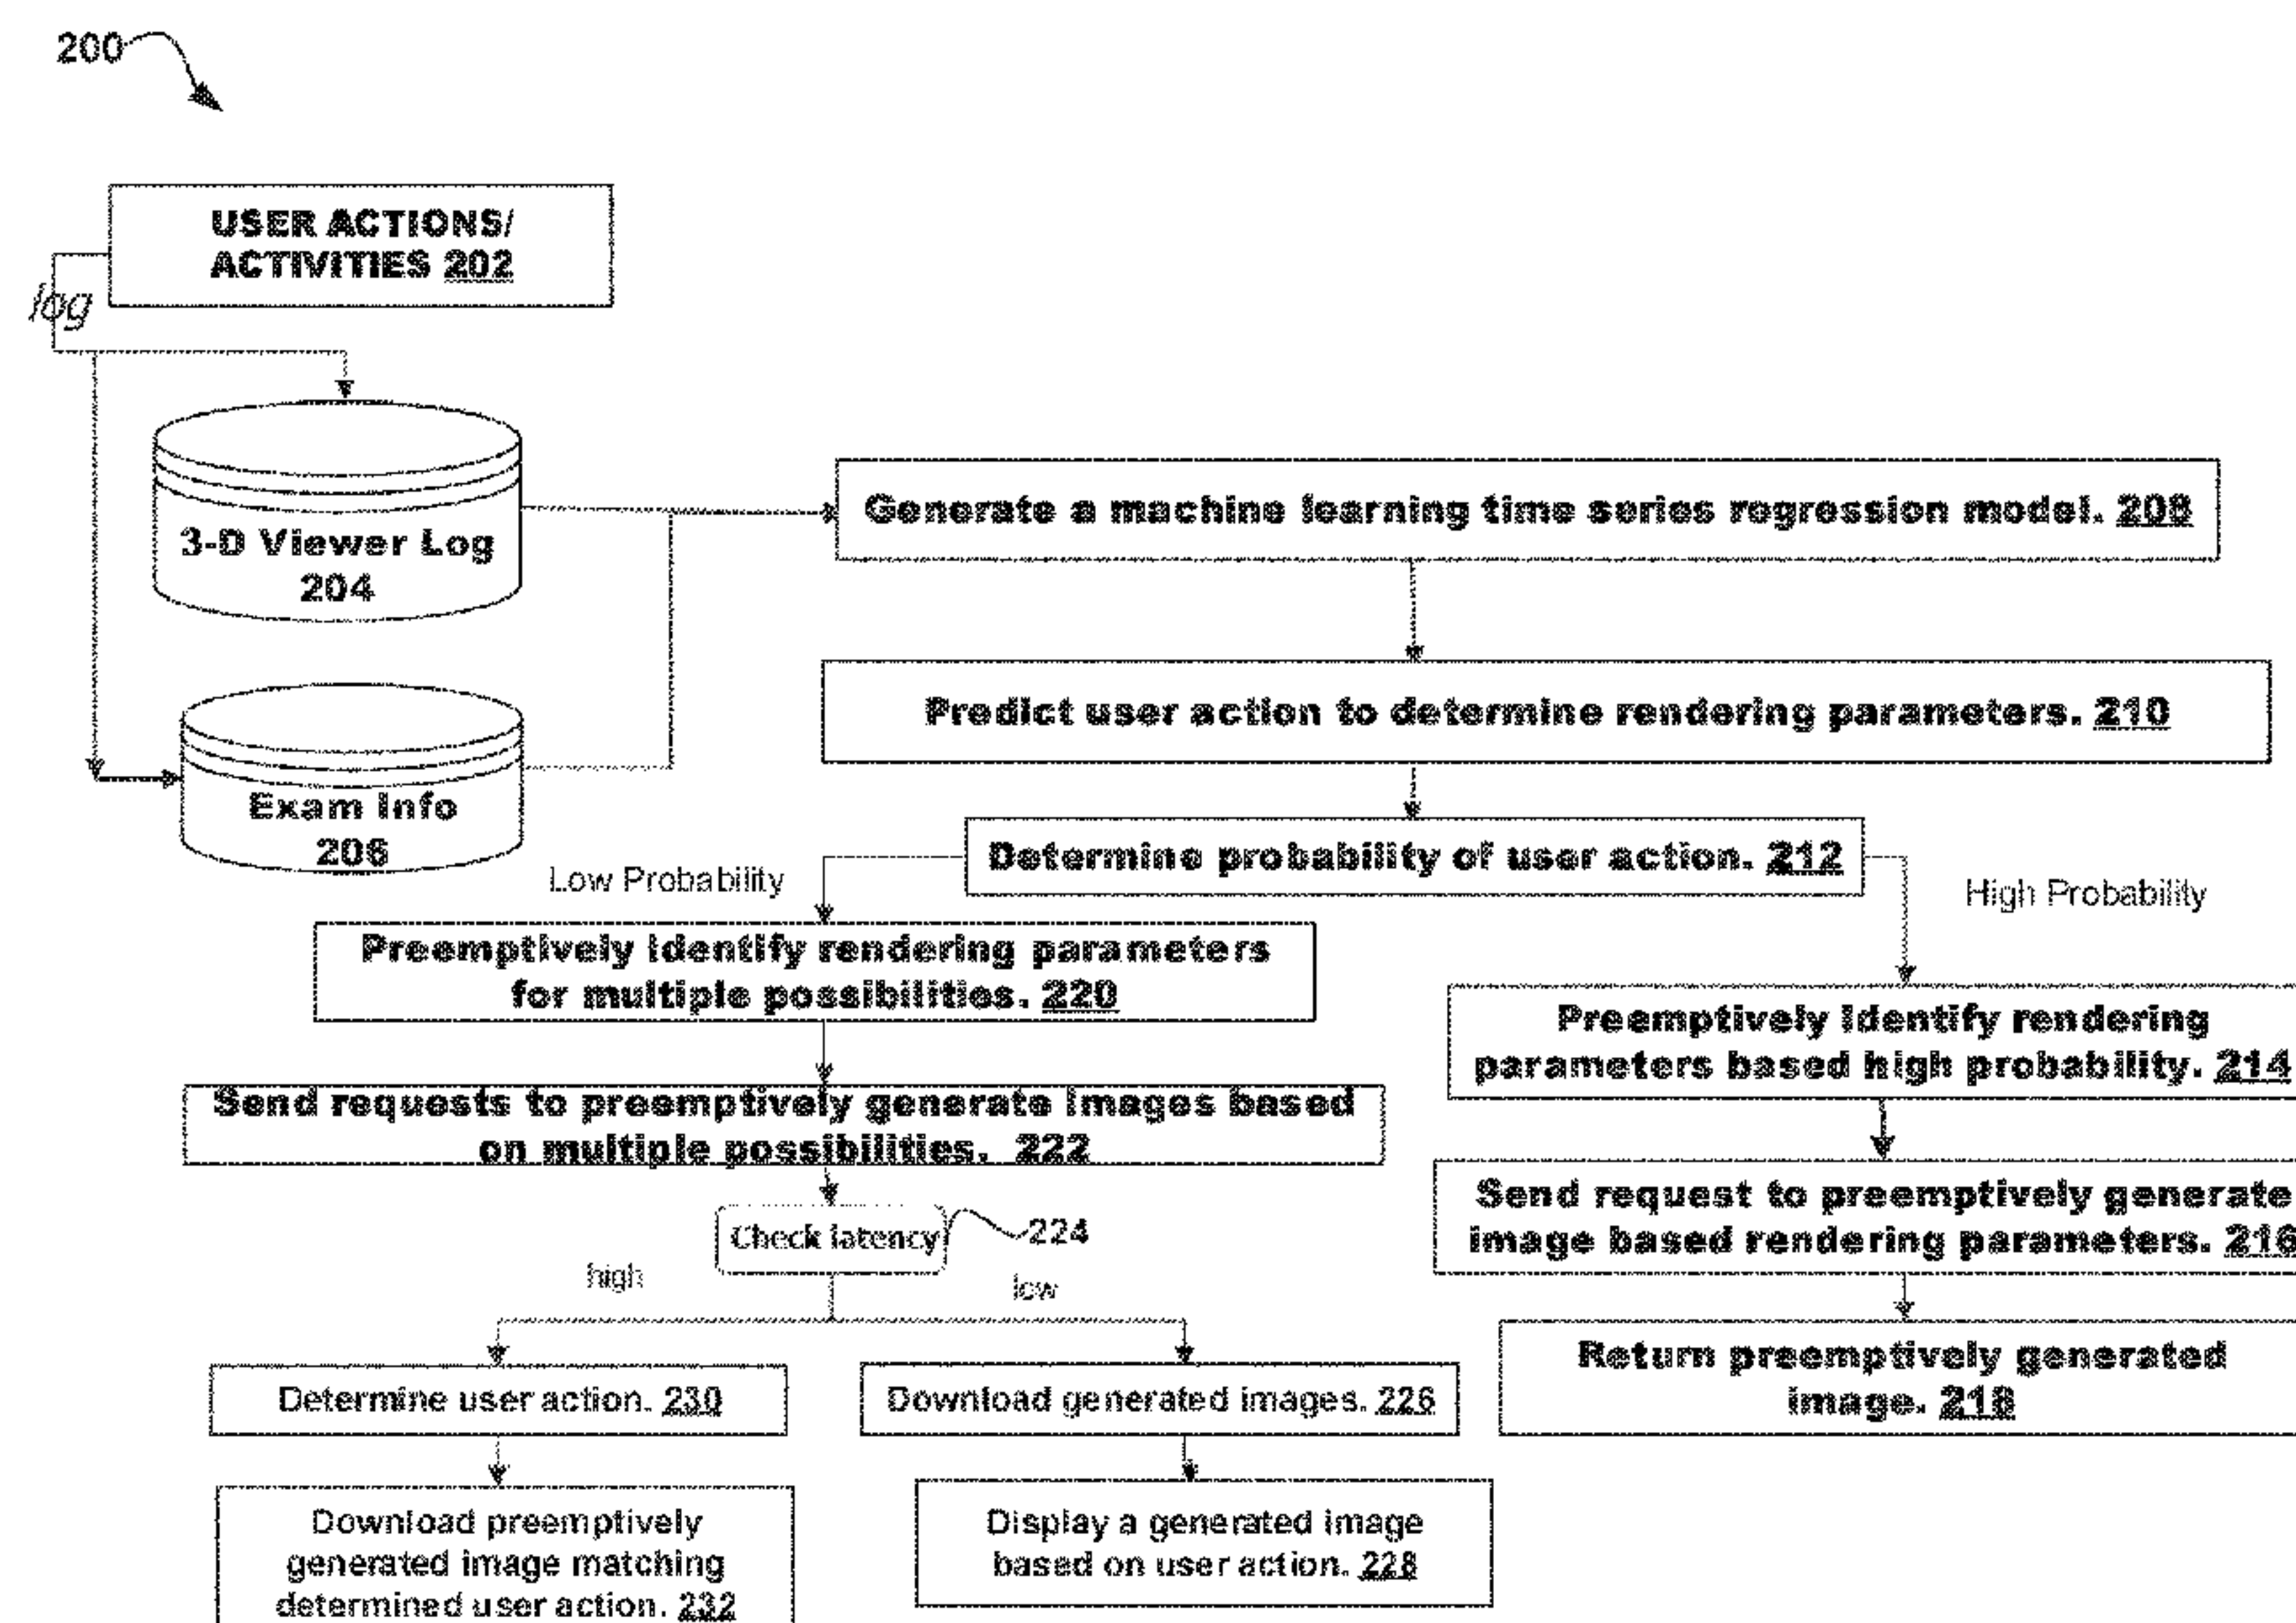 200
USER ACTIONS/
ACTIVITIES 202
log
3-D Viewer Log
204
Exam Info
206
Generate a machine learning time series regression model. 208
Predict user action to determine rendering parameters. 210
Determine probability of user action. 212
Low Probability
High Probability
Preemptively identify rendering parameters
for multiple possibilities. 220
Send requests to preemptively generate images based
on multiple possibilities. 222
Check latency
224
high
low
Determine user action. 230
Download preemptively
generated image matching
determined user action. 232
Download generated images. 226
Display a generated image
based on user action. 228
Preemptively identify rendering
parameters based high probability. 214
Send request to preemptively generate
image based rendering parameters. 216
Return preemptively generated
image. 218